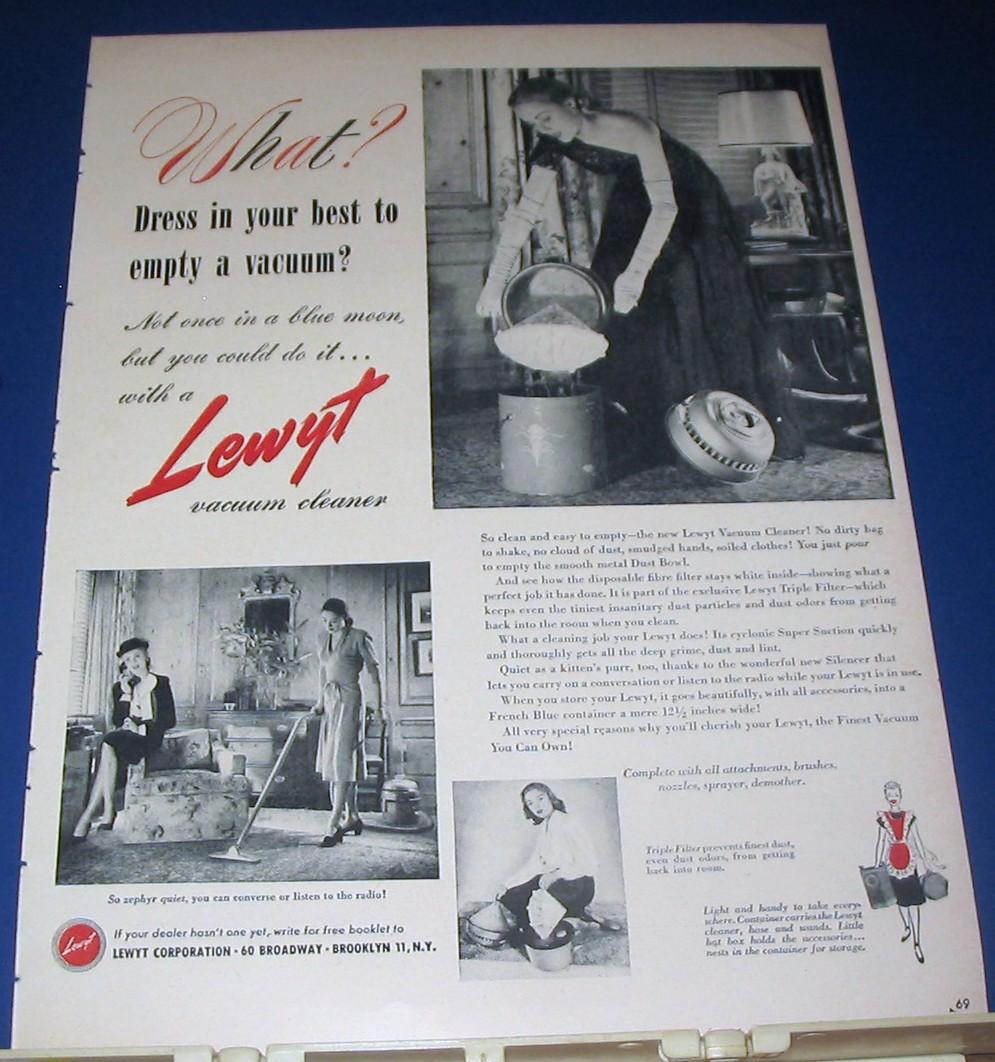 What?
Dress in your best to
empty a vacuum?
Not once in a blue moon,
but you could do it...
with a
Lewyt
vacuum cleaner
So clean and easy to empty—the new Lewyt Vacuum Cleaner! No dirty bag
to shake, no cloud of dust, smudged hands, soiled clothes! You just pour
to empty the smooth metal Dust Bowl.
And see how the disposable fibre filter stays white inside—showing what a
perfect job it has done. It is part of the exclusive Lewyt Triple Filter—which
keeps even the tiniest insanitary dust particles and dust odors from getting
back into the room when you clean.
What a cleaning job your Lewyt does! Its cyclonic Super Suction quickly
and thoroughly gets all the deep grime, dust and lint.
Quiet as a kitten's purr, too, thanks to the wonderful new Silencer that
lets you carry on a conversation or listen to the radio while your Lewyt is in use.
When you store your Lewyt, it goes beautifully, with all accessories, into a
French Blue container a mere 12½ inches wide!
All very special reasons why you'll cherish your Lewyt, the Finest Vacuum
You Can Own!
Complete with all attachments, brushes,
nozzles, sprayer, demother.
Triple Filter prevents finest dust,
even dust odors, from getting
back into room.
Light and handy to take every-
where. Container carries the Lewyt
cleaner, hose and wands. Little
hat box holds the accessories...
nests in the container for storage.
So zephyr quiet, you can converse or listen to the radio!
Lewyt
If your dealer hasn't one yet, write for free booklet to
LEWYT CORPORATION • 60 BROADWAY • BROOKLYN 11, N.Y.
69